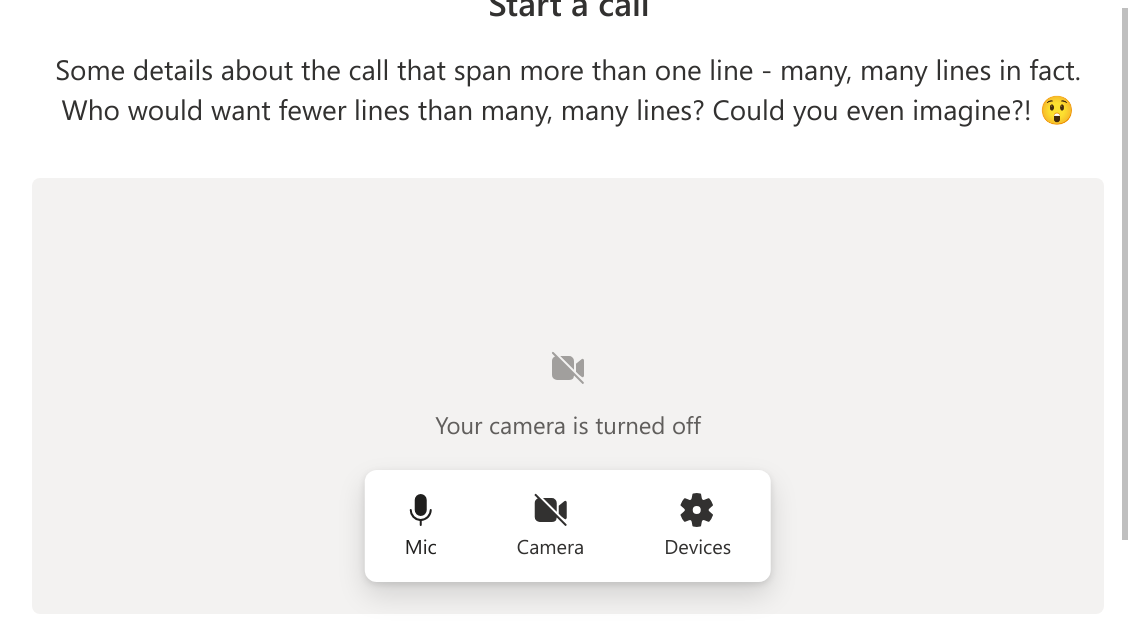 Start a call
Some details about the call that span more than one line - many, many lines in fact.
Who would want fewer lines than many, many lines? Could you even imagine?! 😲
Your camera is turned off
Mic Camera Devices